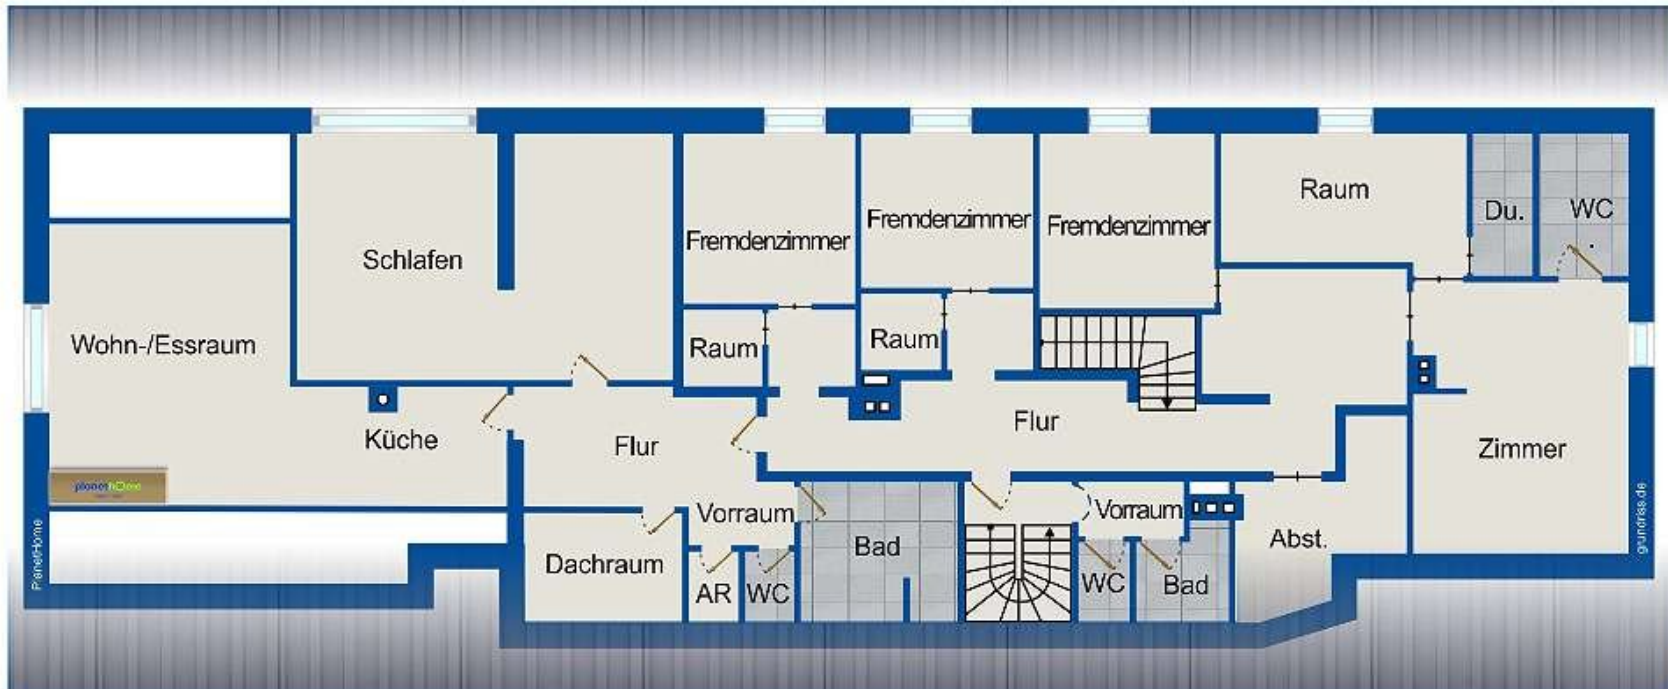 Raum
Du.
WC
Fremdenzimmer
Fremdenzimmer
Fremdenzimmer
Schlafen
Wohn-/Essraum
Raum
Raum
Küche
Flur
Flur
Zimmer
planethome
Vorraum
Vorraum
Abst.
Bad
Dachraum
AR
WC
WC
Bad
PlanetHome
grundriss.de